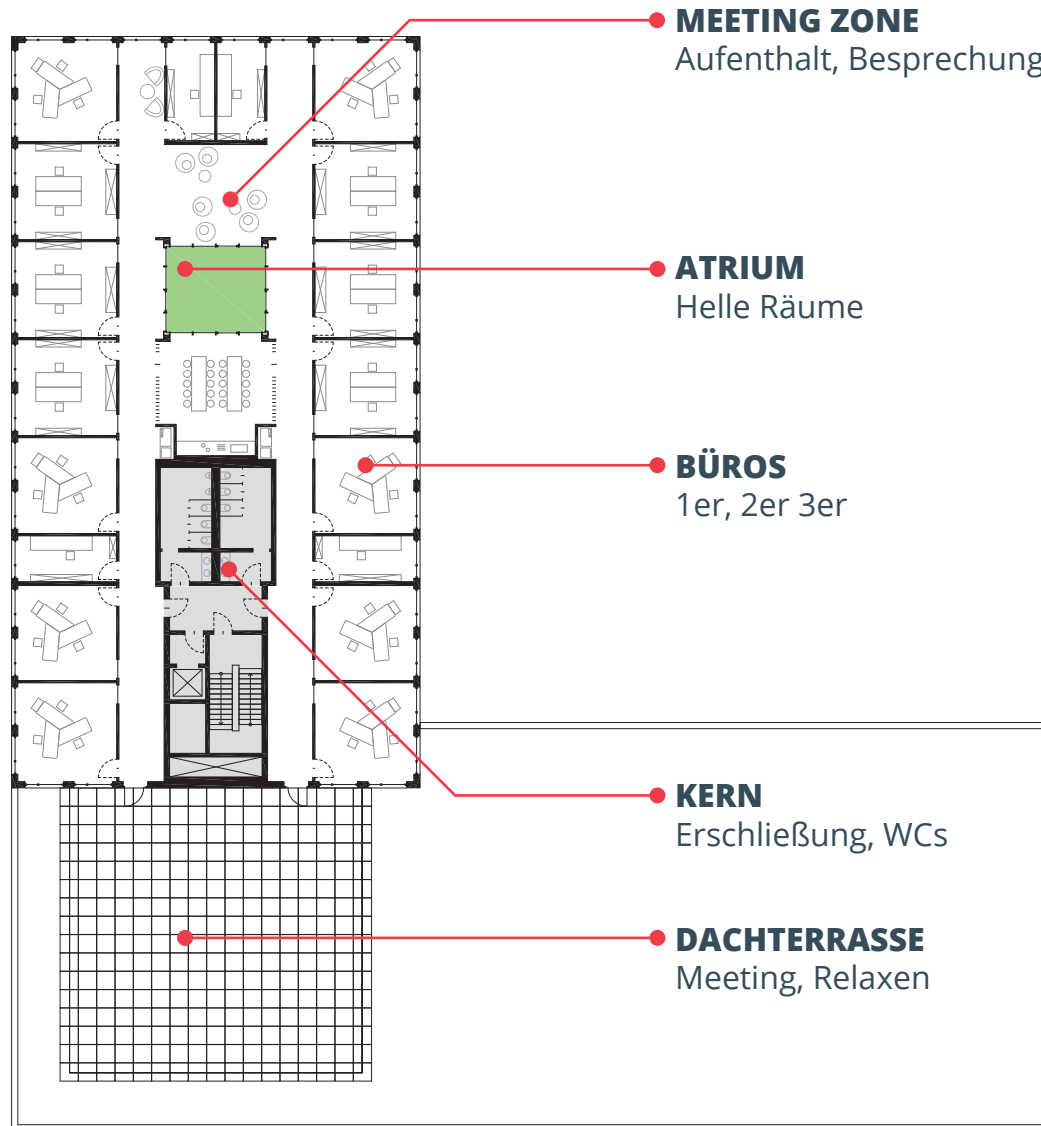 MEETING ZONE
Aufenthalt, Besprechung
ATRIUM
Helle Räume
BÜROS
1er, 2er 3er
KERN
Erschließung, WCs
DACHTERRASSE
Meeting, Relaxen